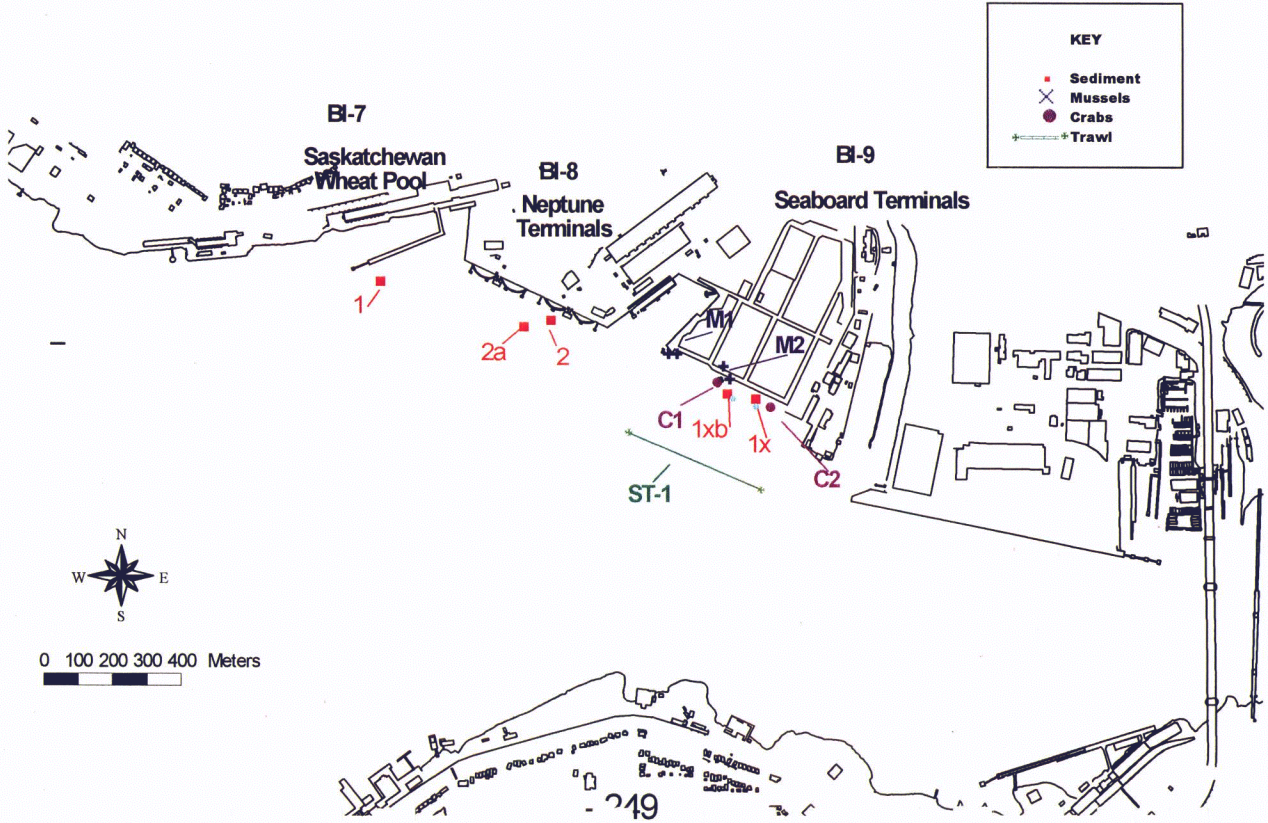 KEY
Sediment
Mussels
Crabs
Trawl
BI-7
Saskatchewan
Wheat Pool
BI-8
Neptune
Terminals
BI-9
Seaboard Terminals
1
2a
2
M1
M2
C1
1xb
1x
C2
ST-1
N
W E
S
0 100 200 300 400 Meters
249